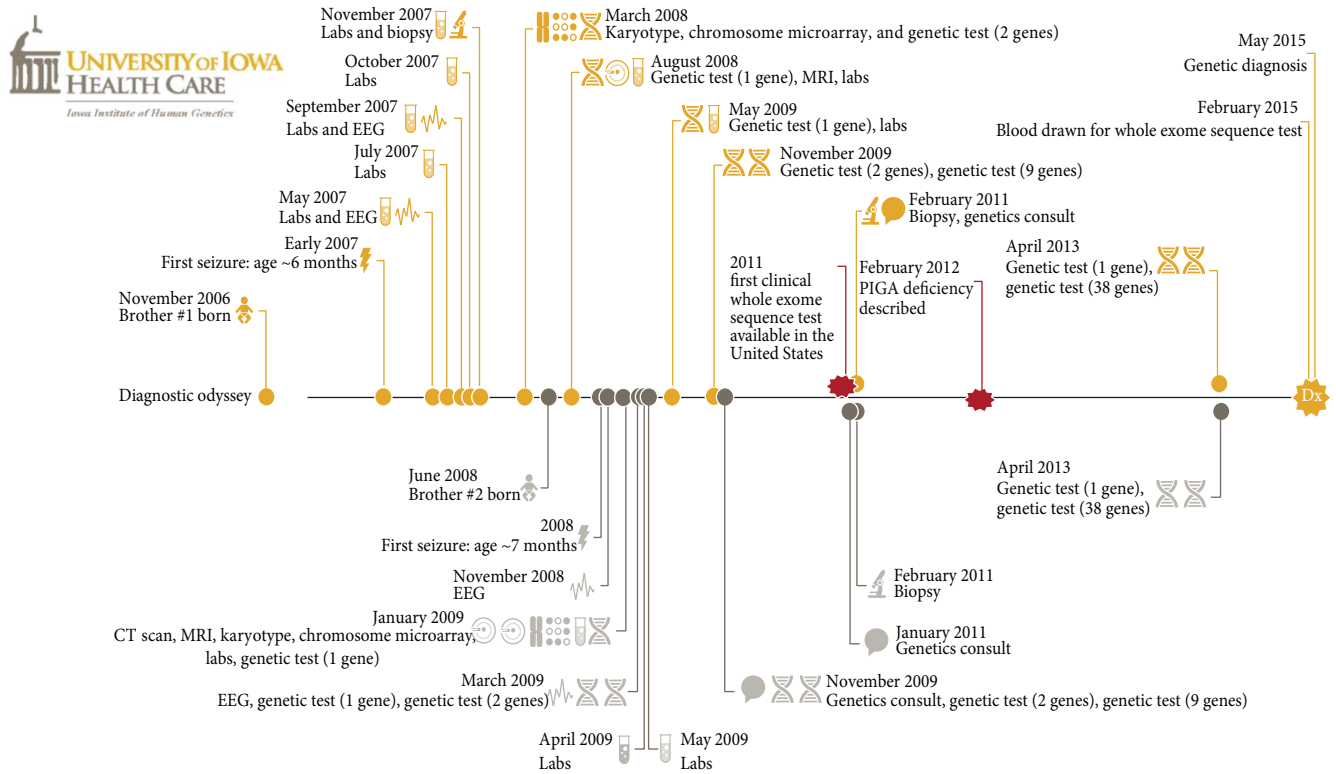 UNIVERSITY OF IOWA
HEALTH CARE
Iowa Institute of Human Genetics
November 2007
Labs and biopsy
October 2007
Labs
September 2007
Labs and EEG
July 2007
Labs
May 2007
Labs and EEG
Early 2007
First seizure: age ~6 months
November 2006
Brother #1 born
March 2008
Karyotype, chromosome microarray, and genetic test (2 genes)
August 2008
Genetic test (1 gene), MRI, labs
May 2009
Genetic test (1 gene), labs
November 2009
Genetic test (2 genes), genetic test (9 genes)
February 2011
Biopsy, genetics consult
2011
first clinical
whole exome
sequence test
available in the
United States
February 2012
PIGA deficiency
described
April 2013
Genetic test (1 gene),
genetic test (38 genes)
May 2015
Genetic diagnosis
February 2015
Blood drawn for whole exome sequence test
Diagnostic odyssey
Dx
June 2008
Brother #2 born
2008
First seizure: age ~7 months
November 2008
EEG
January 2009
CT scan, MRI, karyotype, chromosome microarray,
labs, genetic test (1 gene)
March 2009
EEG, genetic test (1 gene), genetic test (2 genes)
April 2009
Labs
May 2009
Labs
November 2009
Genetics consult, genetic test (2 genes), genetic test (9 genes)
January 2011
Genetics consult
February 2011
Biopsy
April 2013
Genetic test (1 gene),
genetic test (38 genes)